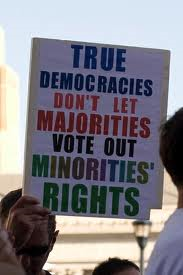 TRUE
DEMOCRACIES
DON'T LET
MAJORITIES
VOTE OUT
MINORITIES'
RIGHTS